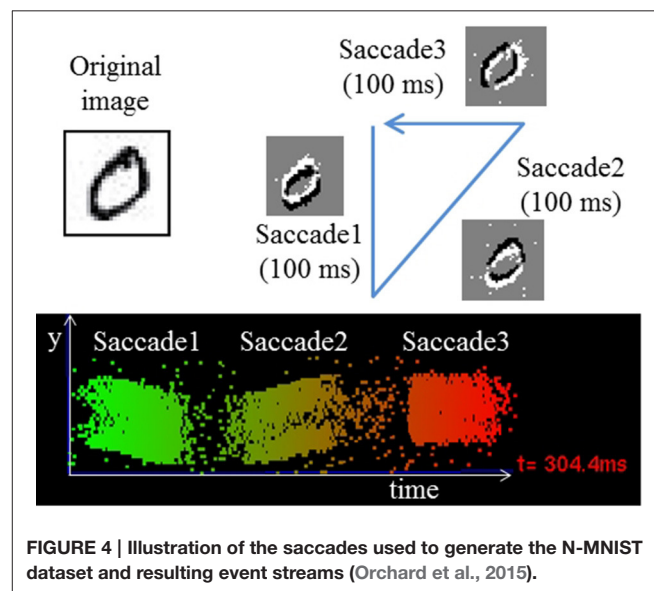 Original
image
Saccade3
(100 ms)
Saccade2
(100 ms)
Saccade1
(100 ms)
y
Saccade1 Saccade2 Saccade3
time
t= 304.4ms
FIGURE 4 | Illustration of the saccades used to generate the N-MNIST
dataset and resulting event streams (Orchard et al., 2015).